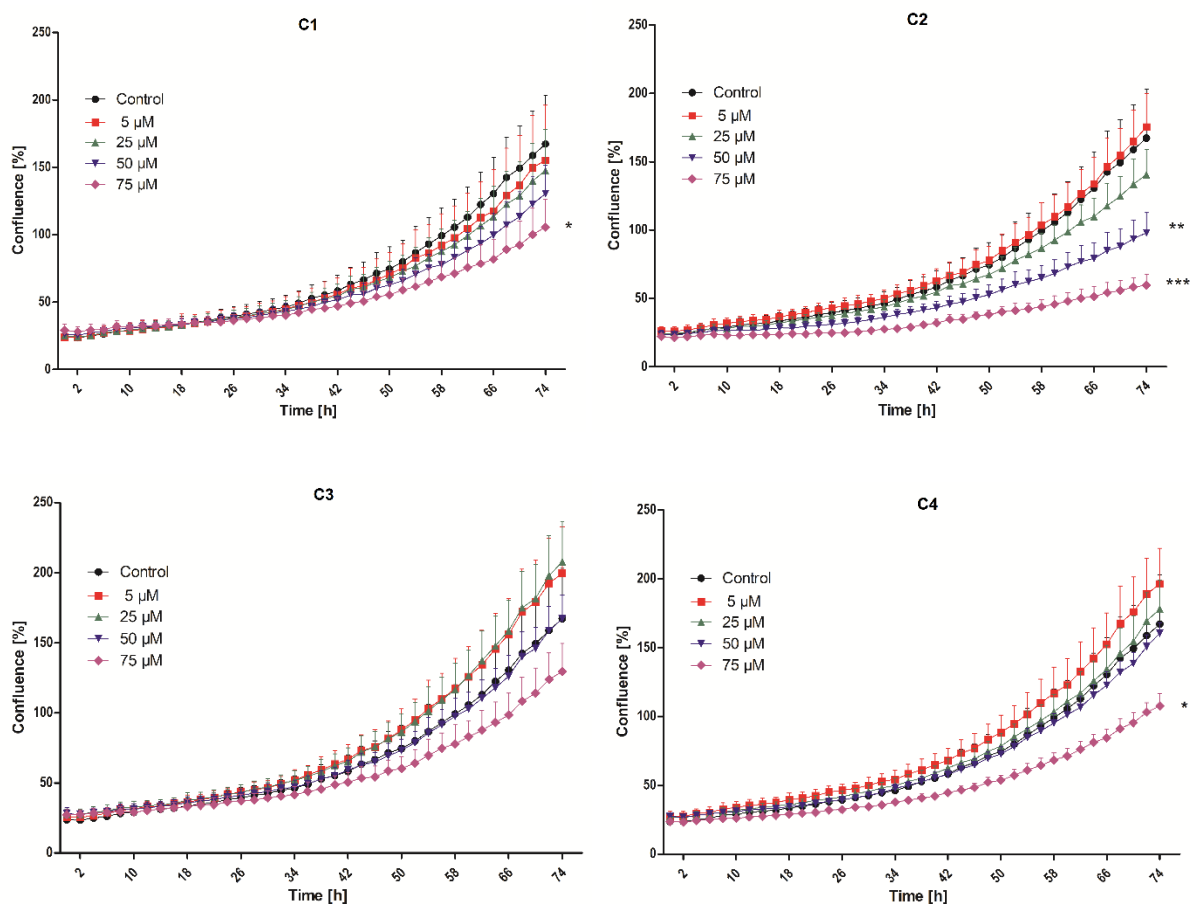 C1
250
200
150
100
50
0
Confluence [%]
Control
5 µM
25 µM
50 µM
75 µM
*
2 10 18 26 34 42 50 58 66 74
Time [h]
C2
250
200
150
100
50
0
Confluence [%]
Control
5 µM
25 µM
50 µM
75 µM
**
***
2 10 18 26 34 42 50 58 66 74
Time [h]
C3
250
200
150
100
50
0
Confluence [%]
Control
5 µM
25 µM
50 µM
75 µM
2 10 18 26 34 42 50 58 66 74
Time [h]
C4
250
200
150
100
50
0
Confluence [%]
Control
5 µM
25 µM
50 µM
75 µM
*
2 10 18 26 34 42 50 58 66 74
Time [h]